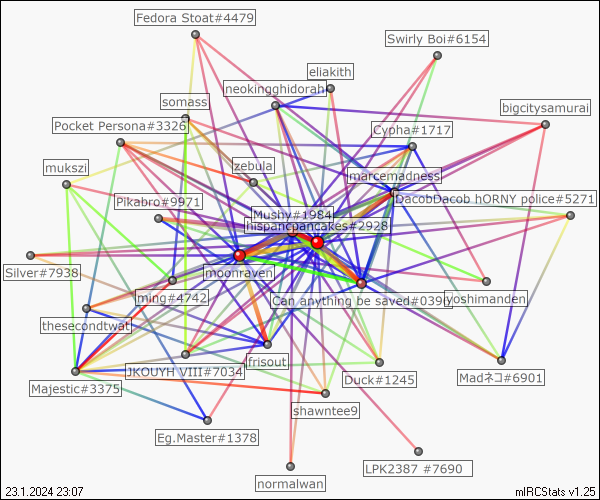 Fedora Stoat#4479
Swirly Boi#6154
eliakith
neokingghidorah
somass
bigcitysamurai
Pocket Persona#3326
Cypha#1717
zebula
mukszi
marcemadness
DacobDacob hORNY police#5271
Pikabro#9971
Mushy#1984
hispancpancakes#2928
moonraven
Silver#7938
ming#4742
Can anything be saved#0390
yoshimanden
thesecondtwat
frisout
JKOUYH VIII#7034
Duck#1245
Madネコ#6901
Majestic#3375
shawntee9
Eg.Master#1378
LPK2387 #7690
normalwan
23.1.2024 23:07
mIRCStats v1.25